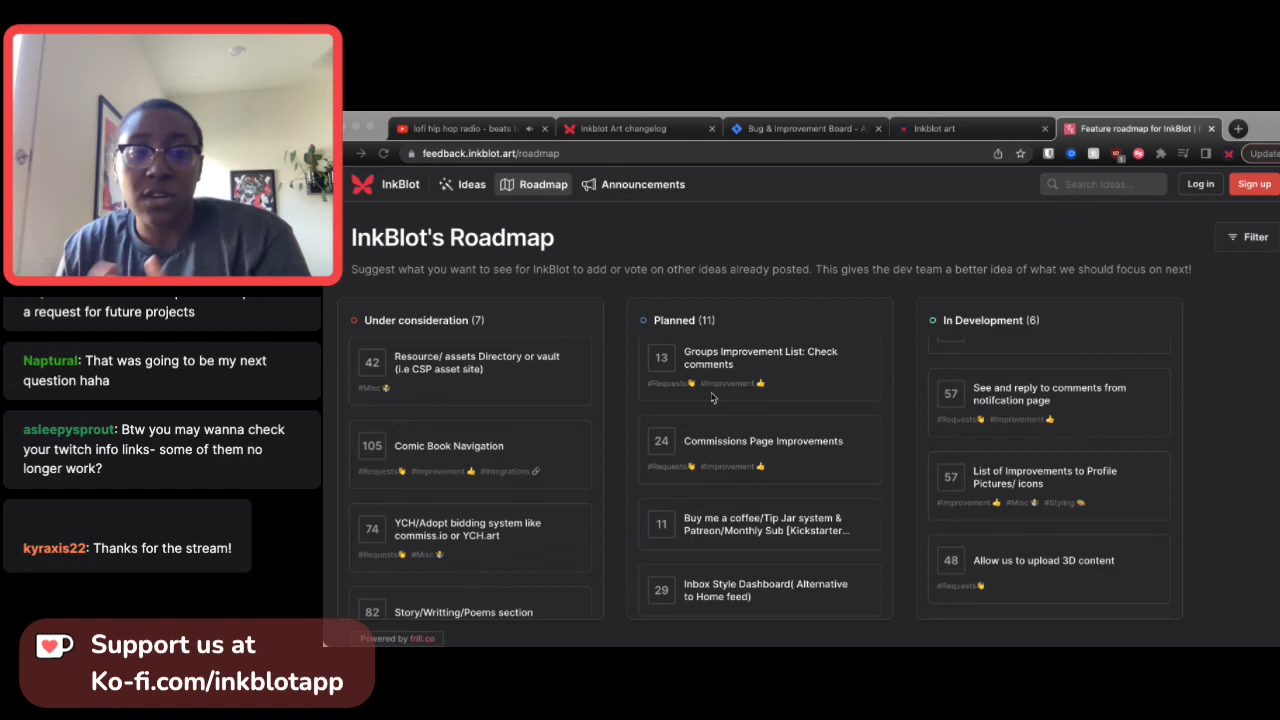 a request for future projects
Naptural: That was going to be my next
question haha
asleepysprout: Btw you may wanna check
your twitch info links- some of them no
longer work?
kyraxis22: Thanks for the stream!
Support us at
Ko-fi.com/inkblotapp
lofi hip hop radio - beats
Inkblot Art changelog
Bug & Improvement Board - A
Inkblot art
Feature roadmap for InkBlot |
feedback.inkblot.art/roadmap
Update
InkBlot
Ideas
Roadmap
Announcements
Search ideas...
Log in
Sign up
InkBlot's Roadmap
Filter
Suggest what you want to see for InkBlot to add or vote on other ideas already posted. This gives the dev team a better idea of what we should focus on next!
Under consideration (7)
42
Resource/ assets Directory or vault
(i.e CSP asset site)
#Misc
105
Comic Book Navigation
#Requests #Improvement #Integrations
74
YCH/Adopt bidding system like
commiss.io or YCH.art
#Requests #Misc
82
Story/Writting/Poems section
Powered by frill.co
Planned (11)
13
Groups Improvement List: Check
comments
#Requests #Improvement
24
Commissions Page Improvements
#Requests #Improvement
11
Buy me a coffee/Tip Jar system &
Patreon/Monthly Sub [Kickstarter...
29
Inbox Style Dashboard( Alternative
to Home feed)
In Development (6)
57
See and reply to comments from
notifcation page
#Requests #Improvement
57
List of Improvements to Profile
Pictures/ icons
#Improvement #Misc #Styling
48
Allow us to upload 3D content
#Requests